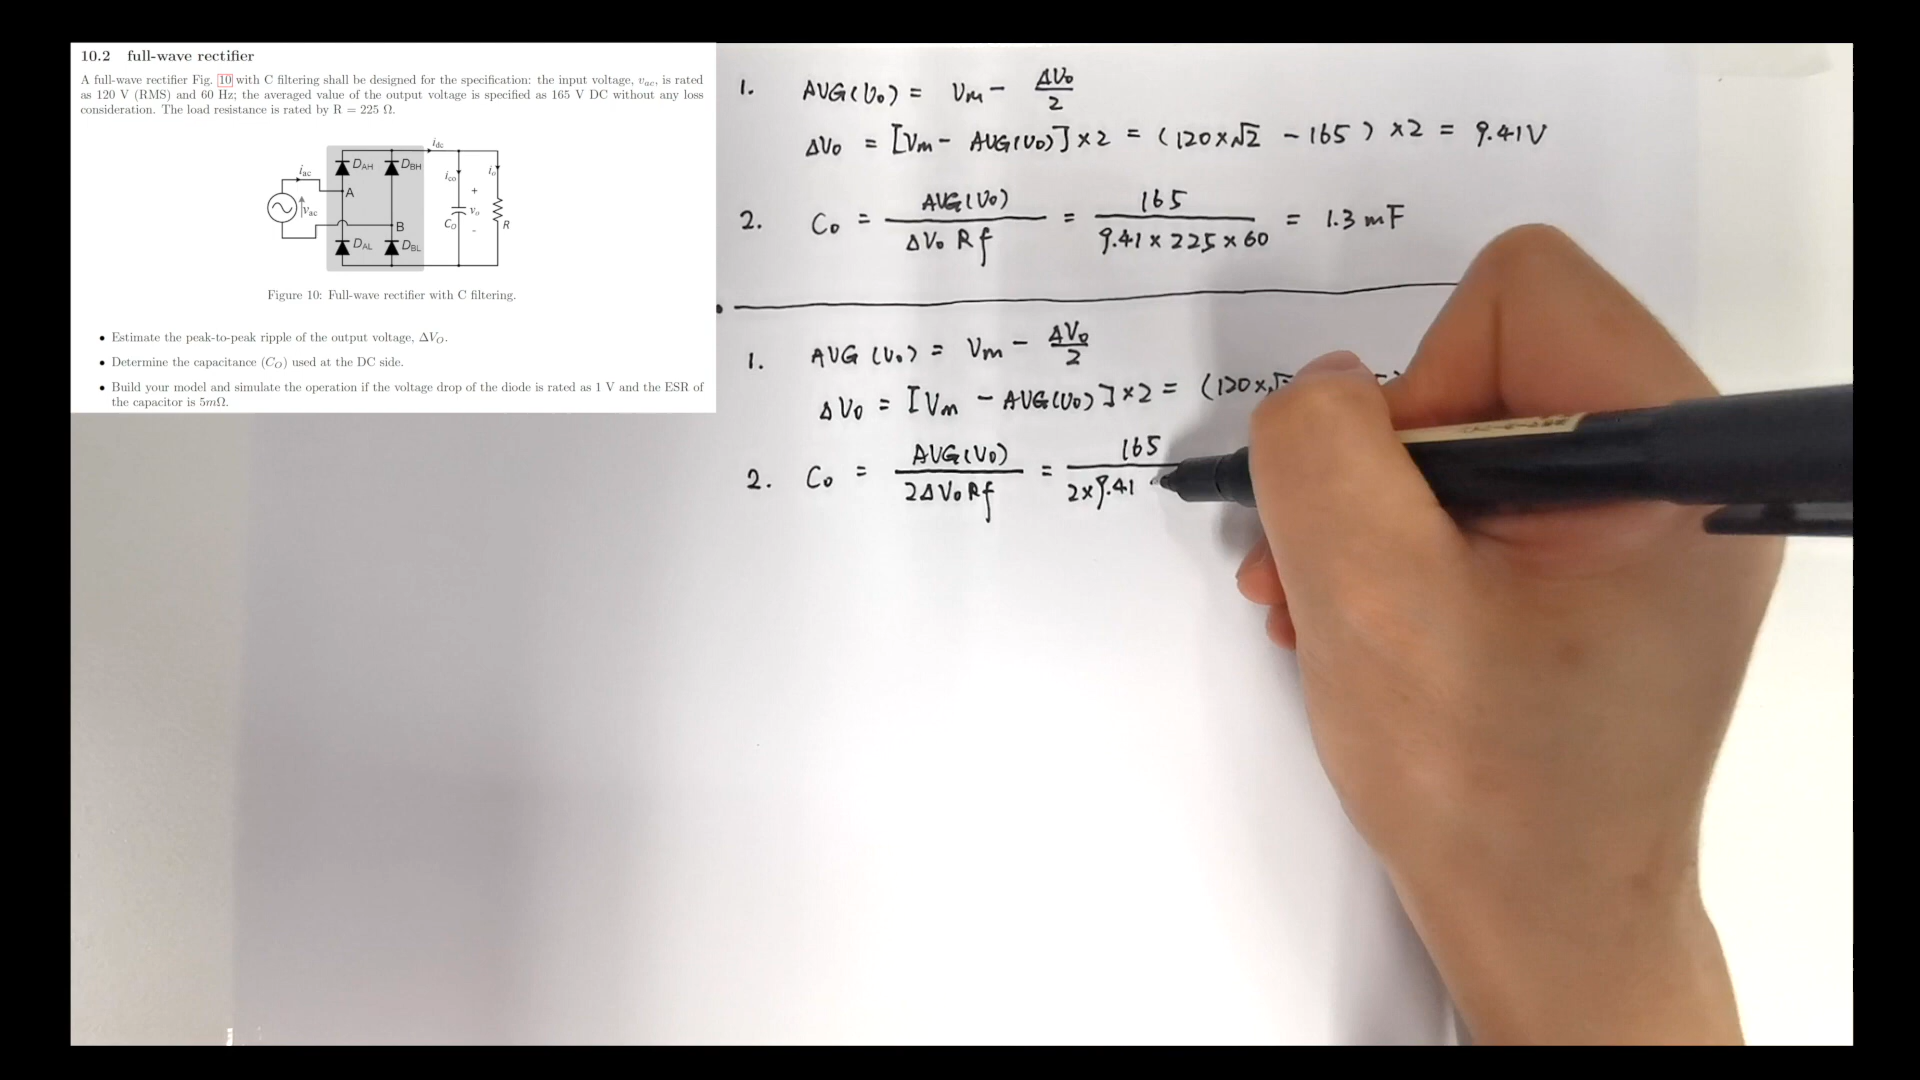 10.2 full-wave rectifier
A full-wave rectifier Fig. 10 with C filtering shall be designed for the specification: the input voltage, vac, is rated
as 120 V (RMS) and 60 Hz; the averaged value of the output voltage is specified as 165 V DC without any loss
consideration. The load resistance is rated by R = 225 Ω.
idc
DAH DBH
iac
ico
io
A
+
vac
CO
vo
R
B
-
DAL DBL
Figure 10: Full-wave rectifier with C filtering.
• Estimate the peak-to-peak ripple of the output voltage, ΔVO.
• Determine the capacitance (CO) used at the DC side.
• Build your model and simulate the operation if the voltage drop of the diode is rated as 1 V and the ESR of
the capacitor is 5mΩ.
1. AVG(Vo) = Vm - ΔVo/2
ΔVo = [Vm - AVG(Vo)] × 2 = (120×√2 - 165) × 2 = 9.41V
2. Co = AVG(Vo)/ΔVo R f = 165/9.41 × 225 × 60 = 1.3 mF
1. AVG (Vo) = Vm - ΔVo/2
ΔVo = [Vm - AVG(Vo)] × 2 = (120×
2. Co = AVG(Vo)/2ΔVo R f = 165/2×9.41